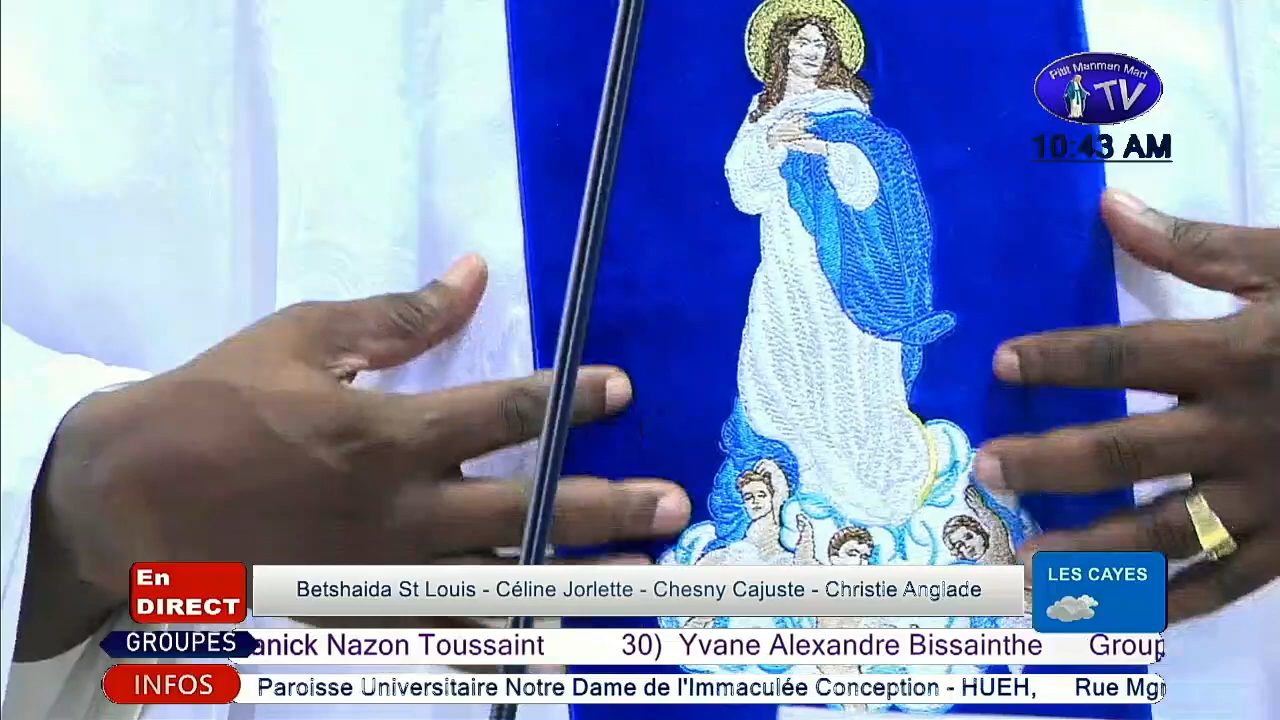 Pitit Manman Mari
TV
10:43 AM
En
DIRECT
Betshaida St Louis - Céline Jorlette - Chesny Cajuste - Christie Anglade
LES CAYES
GROUPES
anick Nazon Toussaint 30) Yvane Alexandre Bissainthe Group
INFOS
Paroisse Universitaire Notre Dame de l'Immaculée Conception - HUEH, Rue Mgr